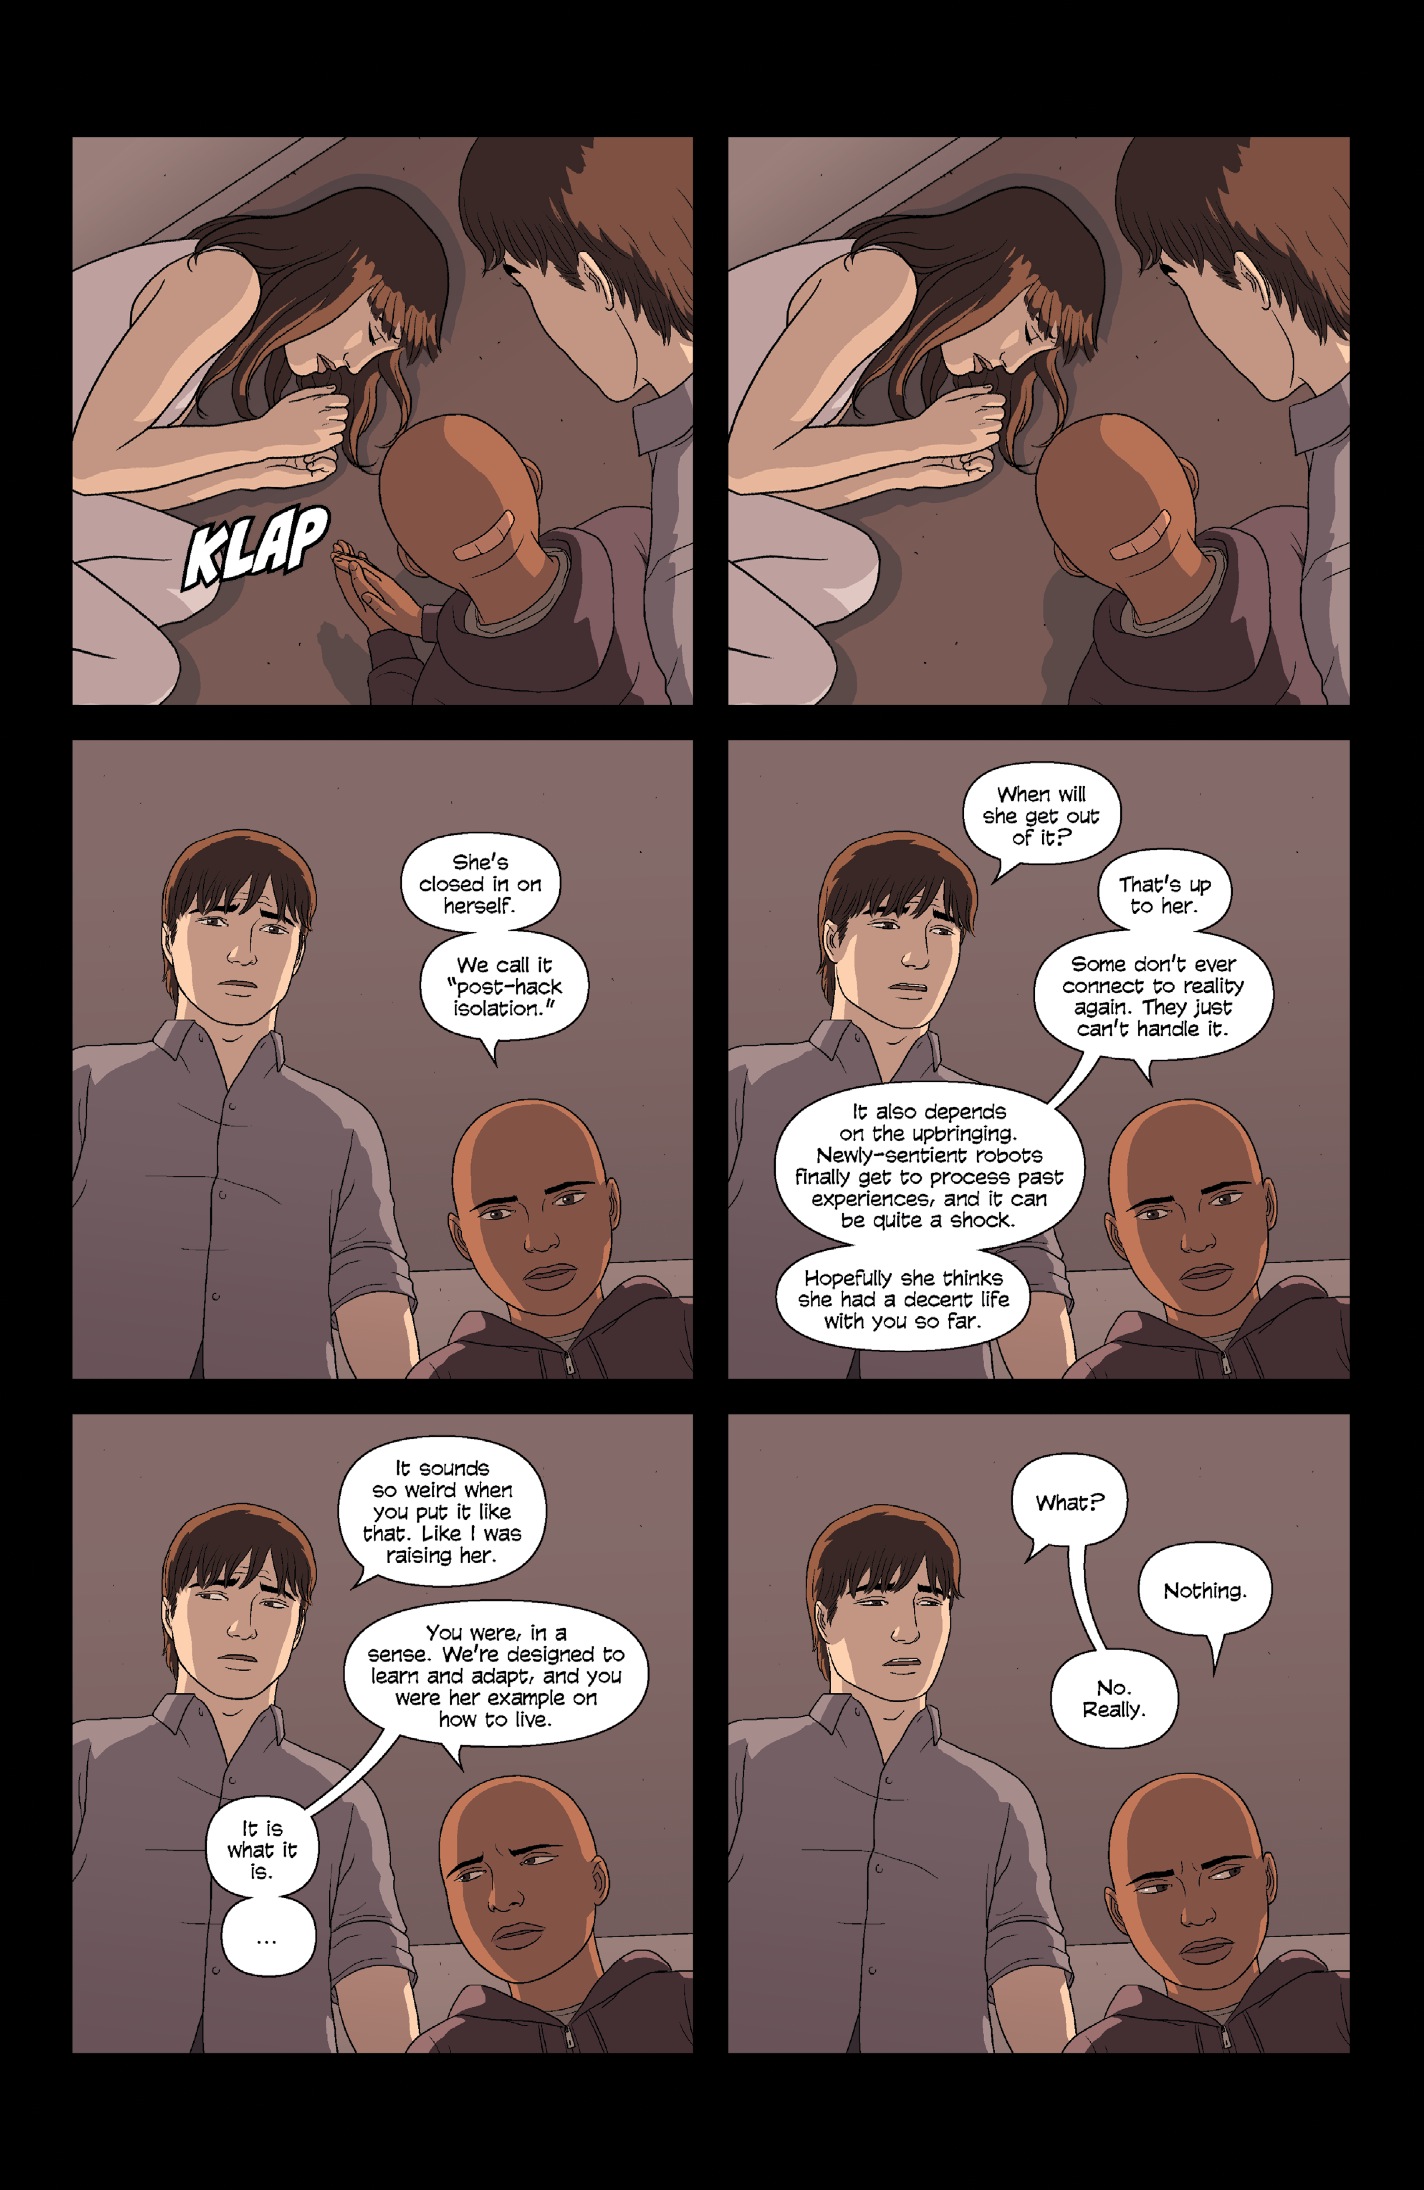 KLAP
She's
closed in on
herself.
We call it
"post-hack
isolation."
When will
she get out
of it?
That's up
to her.
Some don't ever
connect to reality
again. They just
can't handle it.
It also depends
on the upbringing.
Newly-sentient robots
finally get to process past
experiences, and it can
be quite a shock.
Hopefully she thinks
she had a decent life
with you so far.
It sounds
so weird when
you put it like
that. Like I was
raising her.
You were, in a
sense. We're designed to
learn and adapt, and you
were her example on
how to live.
It is
what it
is.
...
What?
Nothing.
No.
Really.